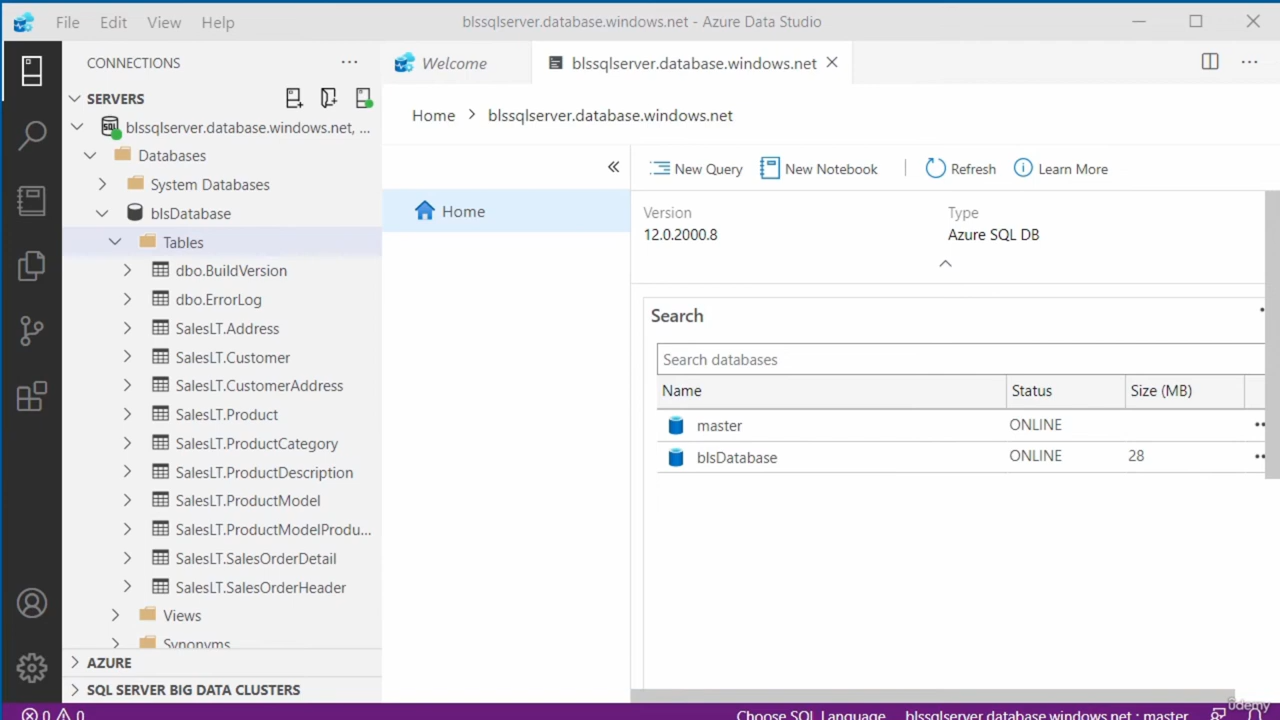 File Edit View Help
blssqlserver.database.windows.net - Azure Data Studio
CONNECTIONS
Welcome
blssqlserver.database.windows.net
SERVERS
blssqlserver.database.windows.net, ...
Databases
System Databases
blsDatabase
Tables
dbo.BuildVersion
dbo.ErrorLog
SalesLT.Address
SalesLT.Customer
SalesLT.CustomerAddress
SalesLT.Product
SalesLT.ProductCategory
SalesLT.ProductDescription
SalesLT.ProductModel
SalesLT.ProductModelProdu...
SalesLT.SalesOrderDetail
SalesLT.SalesOrderHeader
Views
Synonyms
AZURE
SQL SERVER BIG DATA CLUSTERS
Home > blssqlserver.database.windows.net
New Query New Notebook Refresh Learn More
Home
Version Type
12.0.2000.8 Azure SQL DB
Search
Search databases
Name Status Size (MB)
master ONLINE
blsDatabase ONLINE 28
0 0 Choose SQL Language blssqlserver.database.windows.net : master
udemy